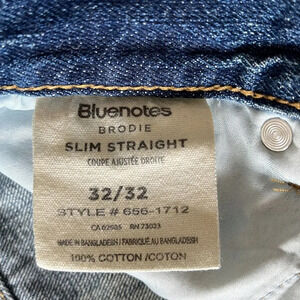 Bluenotes
BRODIE
SLIM STRAIGHT
COUPE AJUSTÉE DROITE
32/32
STYLE # 656-1712
CA 02985 RN 73023
MADE IN BANGLADESH / FABRIQUÉ AU BANGLADESH
100% COTTON / COTON